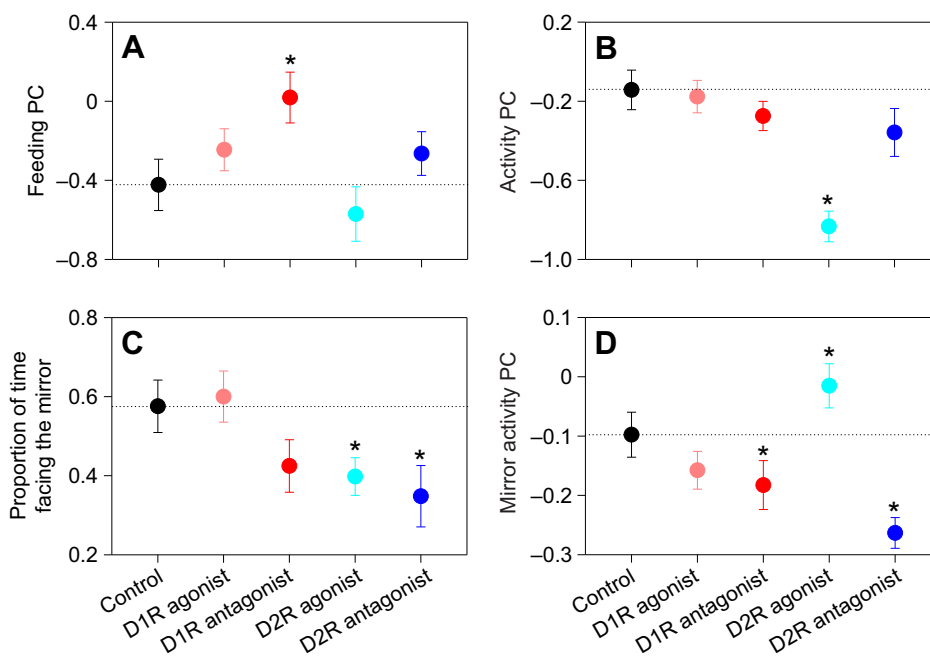 A
Feeding PC
0.4
0
–0.4
–0.8
*
B
Activity PC
0.2
–0.2
–0.6
–1.0
*
C
Proportion of time
facing the mirror
0.8
0.6
0.4
0.2
*
*
Control
D1R agonist
D1R antagonist
D2R agonist
D2R antagonist
D
Mirror activity PC
0.1
0
–0.1
–0.2
–0.3
*
*
*
Control
D1R agonist
D1R antagonist
D2R agonist
D2R antagonist